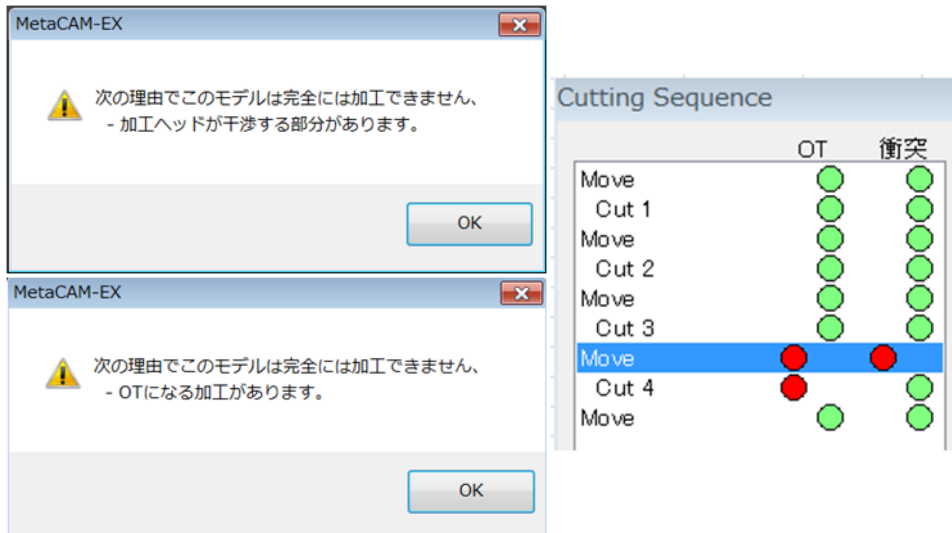 MetaCAM-EX
次の理由でこのモデルは完全には加工できません、
- 加工ヘッドが干渉する部分があります。
OK
MetaCAM-EX
次の理由でこのモデルは完全には加工できません、
- OTになる加工があります。
OK
Cutting Sequence
OT 衝突
Move
Cut 1
Move
Cut 2
Move
Cut 3
Move
Cut 4
Move